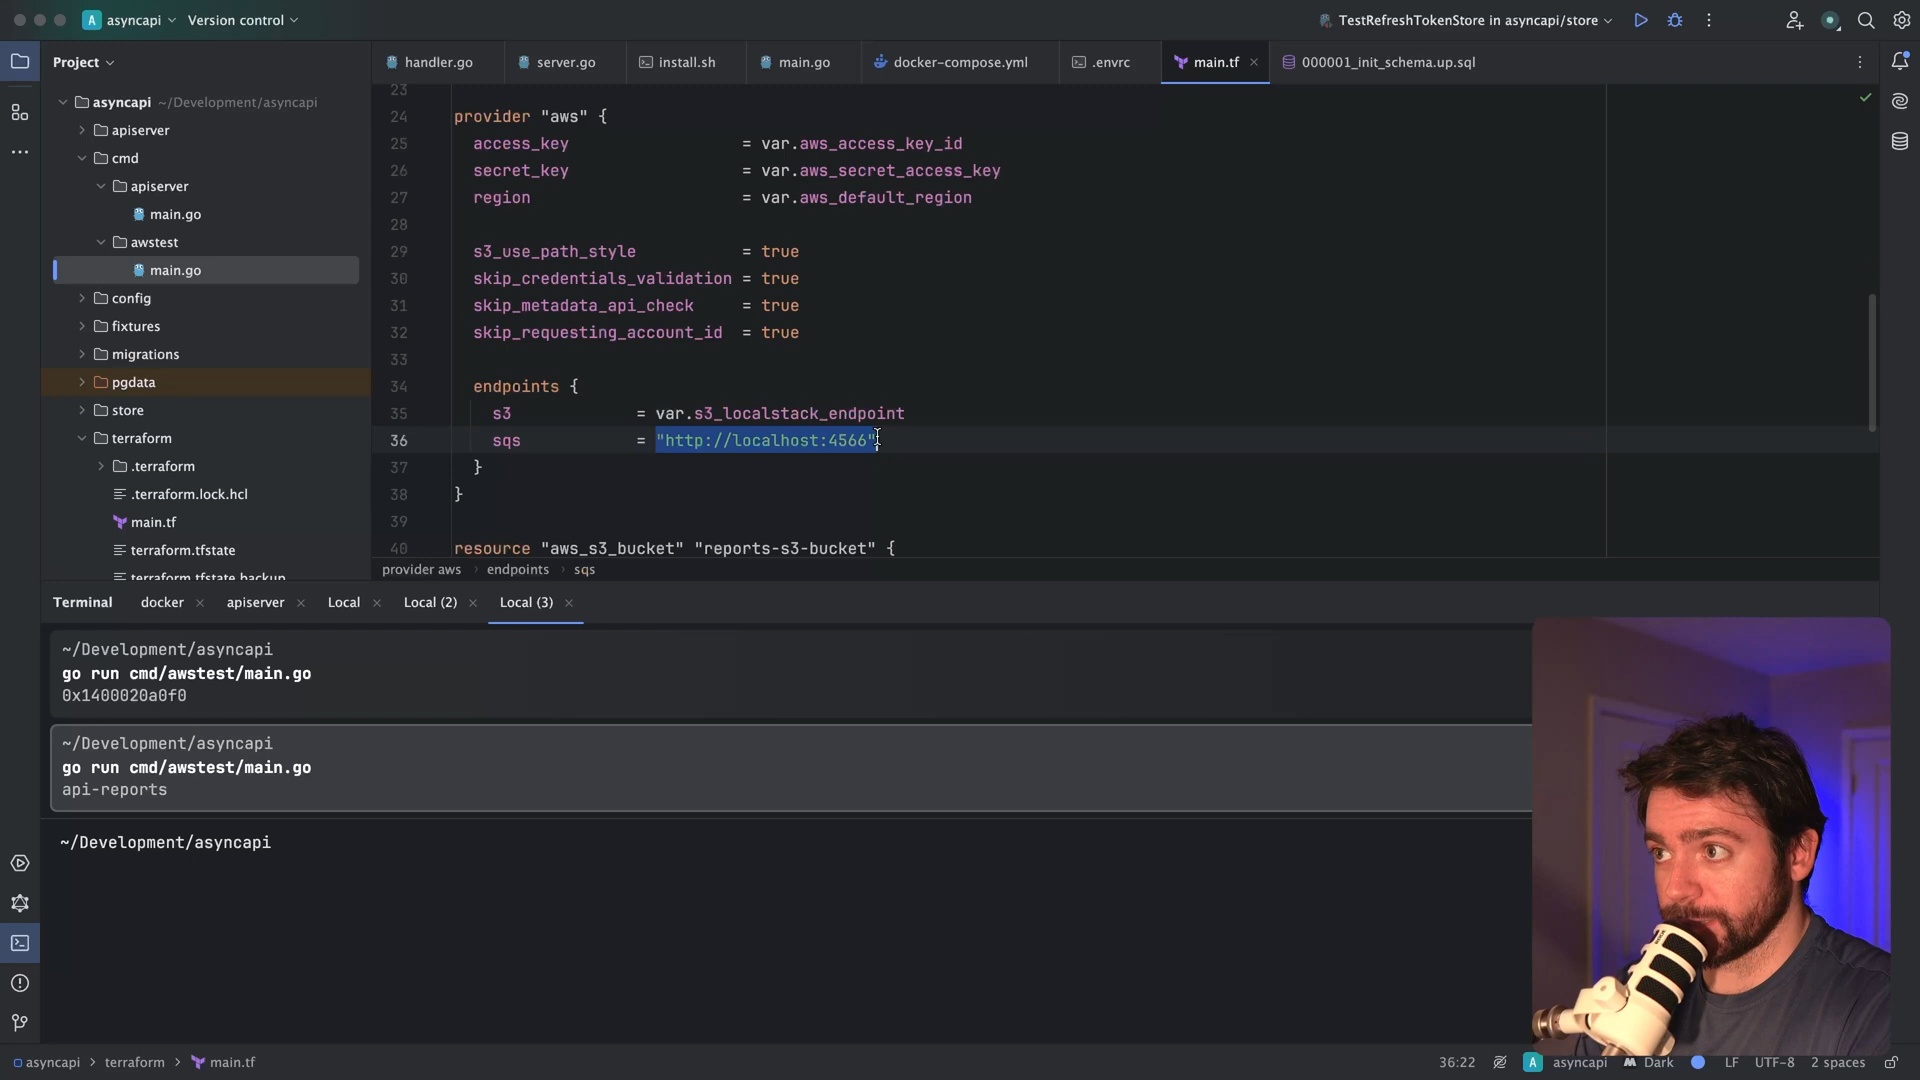 A asyncapi Version control TestRefreshTokenStore in asyncapi/store
Project
handler.go server.go install.sh main.go docker-compose.yml .envrc main.tf 000001_init_schema.up.sql
asyncapi ~/Development/asyncapi
apiserver
cmd
apiserver
main.go
awstest
main.go
config
fixtures
migrations
pgdata
store
terraform
.terraform
.terraform.lock.hcl
main.tf
terraform.tfstate
terraform.tfstate.backup
23
24 provider "aws" {
25 access_key = var.aws_access_key_id
26 secret_key = var.aws_secret_access_key
27 region = var.aws_default_region
28
29 s3_use_path_style = true
30 skip_credentials_validation = true
31 skip_metadata_api_check = true
32 skip_requesting_account_id = true
33
34 endpoints {
35 s3 = var.s3_localstack_endpoint
36 sqs = "http://localhost:4566"
37 }
38 }
39
40 resource "aws_s3_bucket" "reports-s3-bucket" {
provider aws endpoints sqs
Terminal docker apiserver Local Local (2) Local (3)
~/Development/asyncapi
go run cmd/awstest/main.go
0x1400020a0f0
~/Development/asyncapi
go run cmd/awstest/main.go
api-reports
~/Development/asyncapi
asyncapi > terraform > main.tf
36:22 A asyncapi Dark LF UTF-8 2 spaces